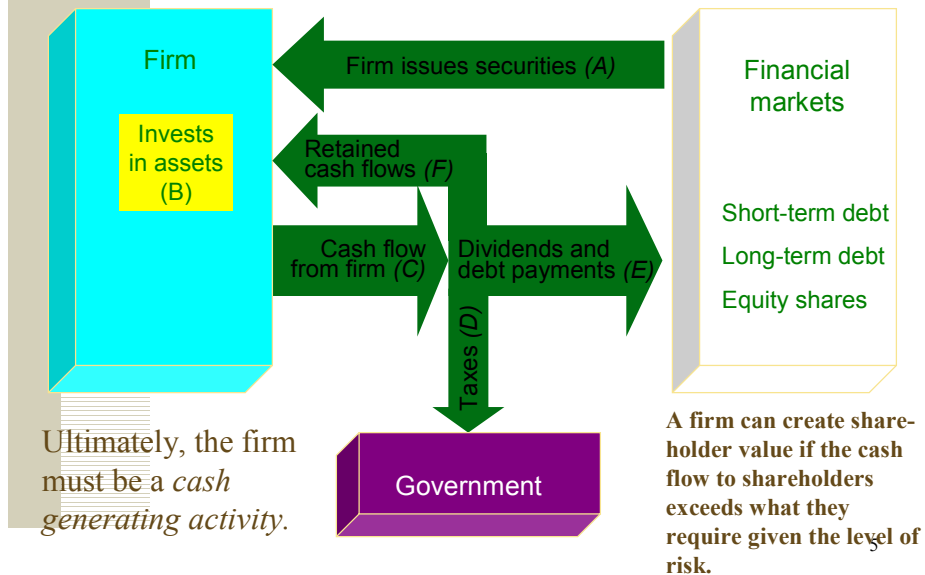 Firm
Firm issues securities (A)
Financial
markets
Invests
in assets
(B)
Retained
cash flows (F)
Short-term debt
Long-term debt
Equity shares
Cash flow
from firm (C)
Dividends and
debt payments (E)
Taxes (D)
Government
Ultimately, the firm
must be a cash
generating activity.
A firm can create share-
holder value if the cash
flow to shareholders
exceeds what they
require given the level of
risk.
5